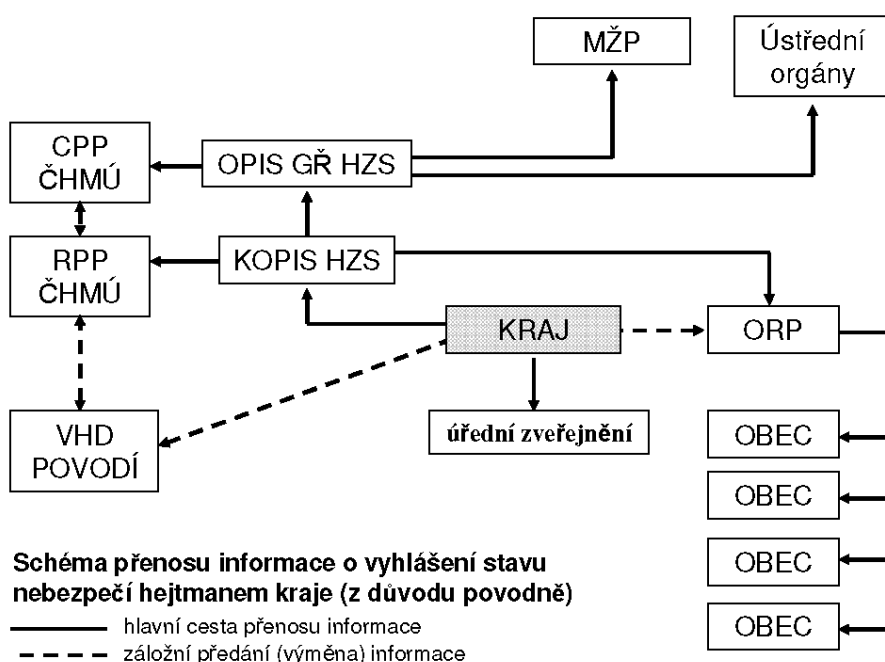 MŽP
Ústřední
orgány
CPP
ČHMÚ
OPIS GŘ HZS
RPP
ČHMÚ
KOPIS HZS
KRAJ
ORP
VHD
POVODÍ
úřední zveřejnění
OBEC
OBEC
OBEC
OBEC
Schéma přenosu informace o vyhlášení stavu
nebezpečí hejtmanem kraje (z důvodu povodně)
hlavní cesta přenosu informace
záložní předání (výměna) informace